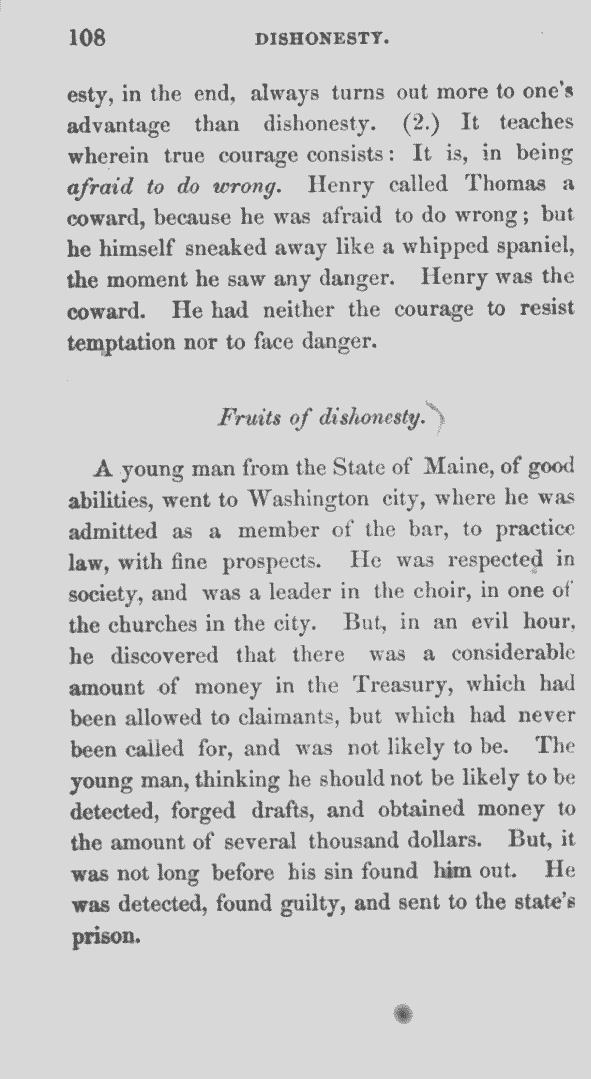 108 DISHONESTY.
esty, in the end, always turns out more to one's
advantage than dishonesty. (2.) It teaches
wherein true courage consists: It is, in being
afraid to do wrong. Henry called Thomas a
coward, because he was afraid to do wrong; but
he himself sneaked away like a whipped spaniel,
the moment he saw any danger. Henry was the
coward. He had neither the courage to resist
temptation nor to face danger.
Fruits of dishonesty.
A young man from the State of Maine, of good
abilities, went to Washington city, where he was
admitted as a member of the bar, to practice
law, with fine prospects. He was respected in
society, and was a leader in the choir, in one of
the churches in the city. But, in an evil hour,
he discovered that there was a considerable
amount of money in the Treasury, which had
been allowed to claimants, but which had never
been called for, and was not likely to be. The
young man, thinking he should not be likely to be
detected, forged drafts, and obtained money to
the amount of several thousand dollars. But, it
was not long before his sin found him out. He
was detected, found guilty, and sent to the state's
prison.